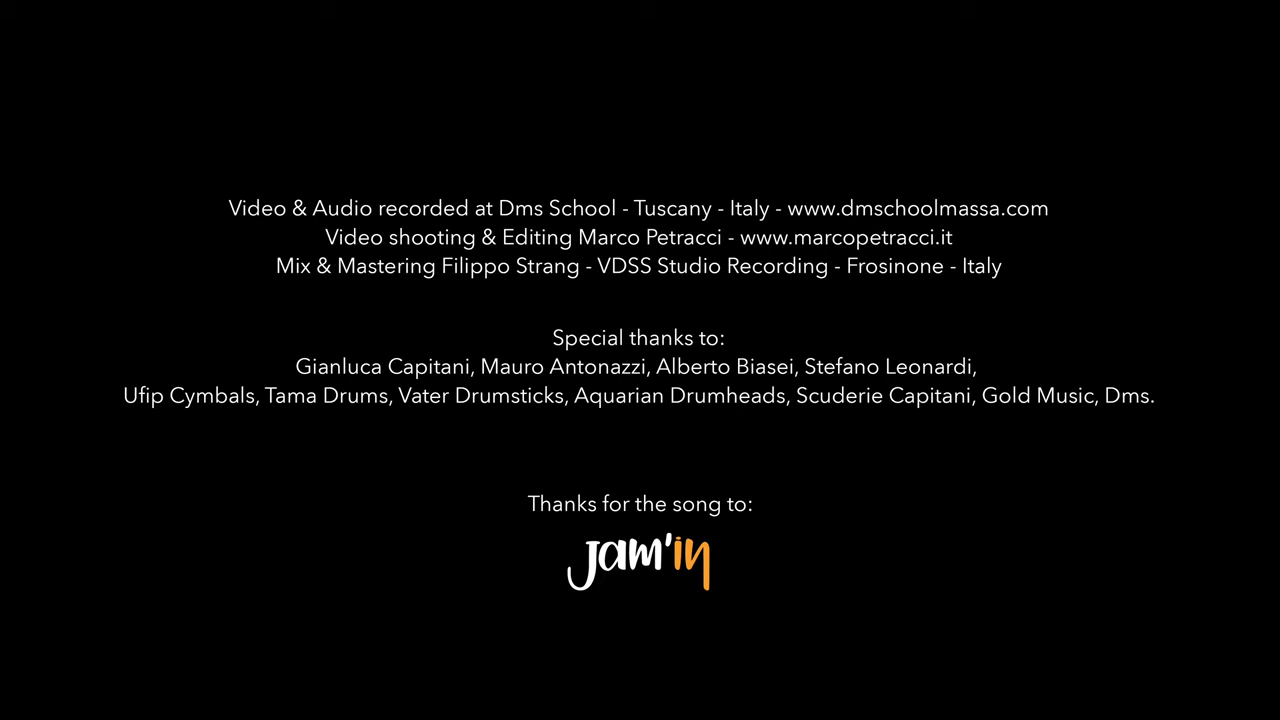 Video & Audio recorded at Dms School - Tuscany - Italy - www.dmschoolmassa.com
Video shooting & Editing Marco Petracci - www.marcopetracci.it
Mix & Mastering Filippo Strang - VDSS Studio Recording - Frosinone - Italy
Special thanks to:
Gianluca Capitani, Mauro Antonazzi, Alberto Biasei, Stefano Leonardi,
Ufip Cymbals, Tama Drums, Vater Drumsticks, Aquarian Drumheads, Scuderie Capitani, Gold Music, Dms.
Thanks for the song to:
Jam'in